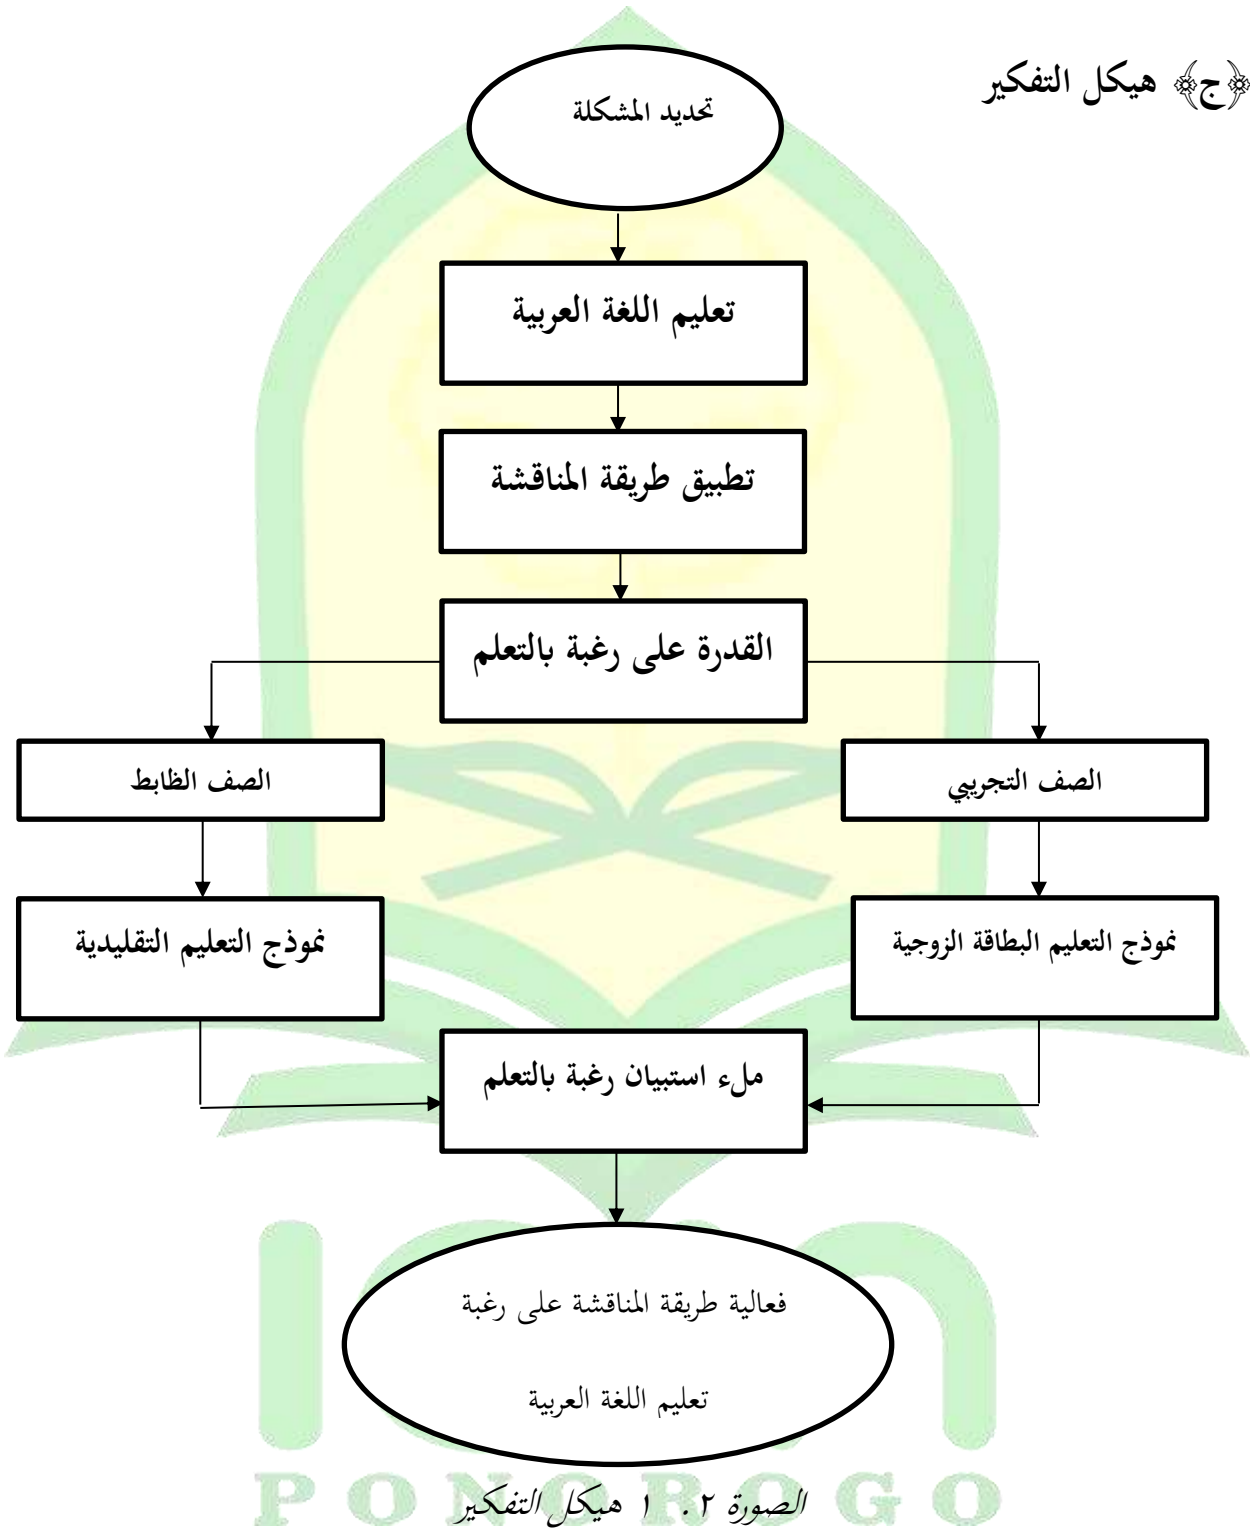 ﴿ج﴾ هيكل التفكير
تحديد المشكلة
تعليم اللغة العربية
تطبيق طريقة المناقشة
القدرة على رغبة بالتعلم
الصف التجريبي
الصف الظابط
نموذج التعليم البطاقة الزوجية
نموذج التعليم التقليدية
ملء استبيان رغبة بالتعلم
فعالية طريقة المناقشة على رغبة
تعليم اللغة العربية
الصورة ٢. ١ هيكل التفكير
iain
PONOROGO